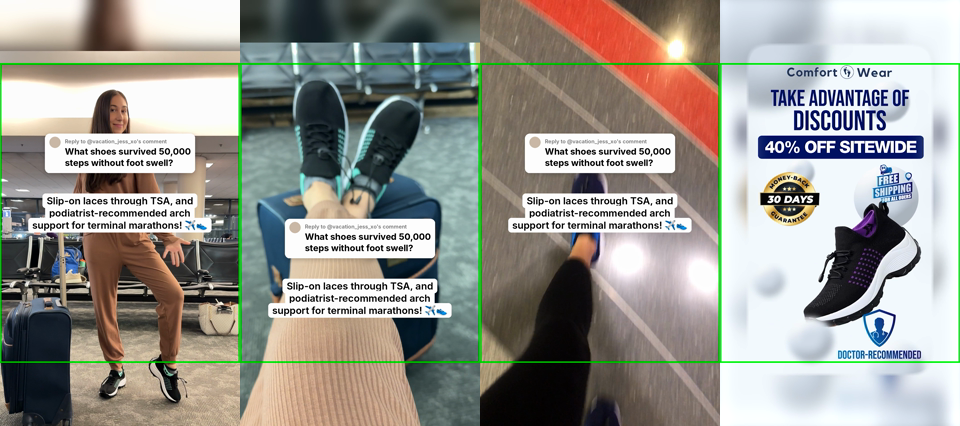 Reply to @vacation_jess_xo's comment
What shoes survived 50,000
steps without foot swell?
Slip-on laces through TSA, and
podiatrist-recommended arch
support for terminal marathons! ✈️👟
Reply to @vacation_jess_xo's comment
What shoes survived 50,000
steps without foot swell?
Slip-on laces through TSA, and
podiatrist-recommended arch
support for terminal marathons! ✈️👟
Reply to @vacation_jess_xo's comment
What shoes survived 50,000
steps without foot swell?
Slip-on laces through TSA, and
podiatrist-recommended arch
support for terminal marathons! ✈️👟
Comfort Wear
TAKE ADVANTAGE OF
DISCOUNTS
40% OFF SITEWIDE
MONEY-BACK
30 DAYS
GUARANTEE
FREE
SHIPPING
FOR ALL USERS
DOCTOR-RECOMMENDED